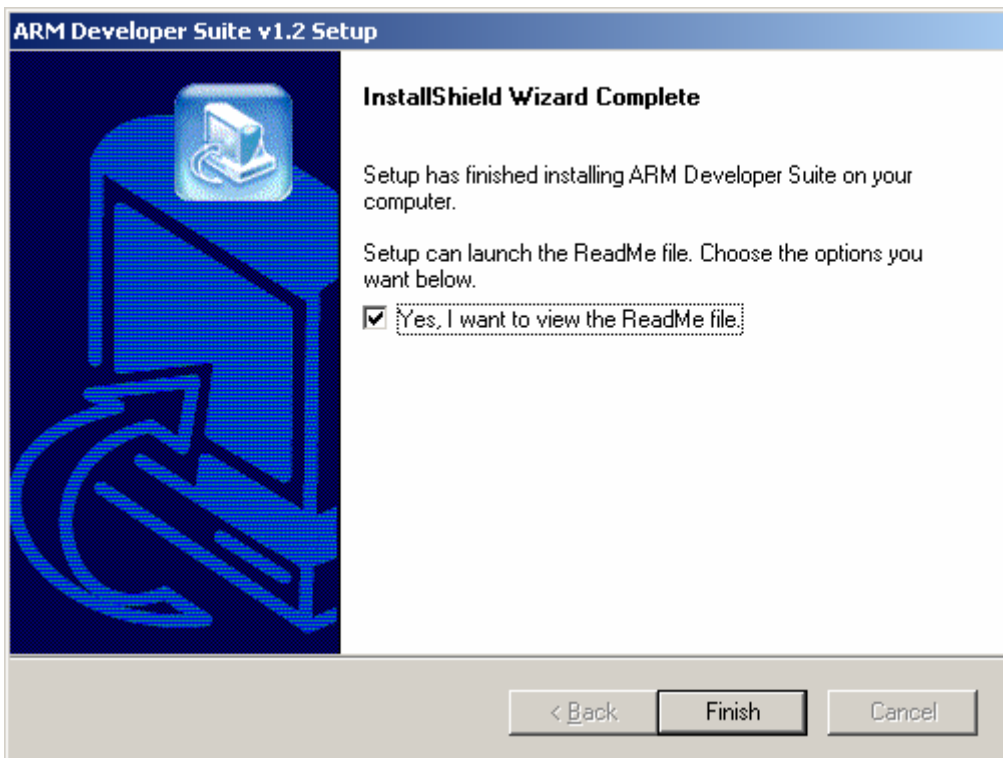 ARM Developer Suite v1.2 Setup
InstallShield Wizard Complete
Setup has finished installing ARM Developer Suite on your
computer.
Setup can launch the ReadMe file. Choose the options you
want below.
Yes, I want to view the ReadMe file.
< Back
Finish
Cancel